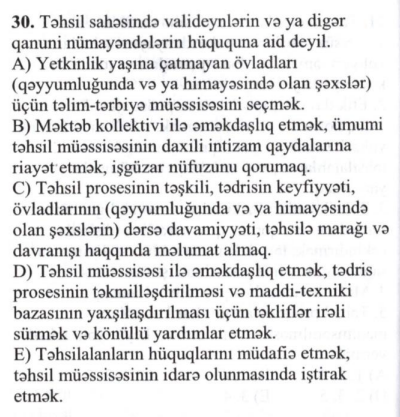 30. Təhsil sahəsində valideynlərin və ya digər
qanuni nümayəndələrin hüququna aid deyil.
A) Yetkinlik yaşına çatmayan övladları
(qəyyumluğunda və ya himayəsində olan şəxslər)
üçün təlim-tərbiyə müəssisəsini seçmək.
B) Məktəb kollektivi ilə əməkdaşlıq etmək, ümumi
təhsil müəssisəsinin daxili intizam qaydalarına
riayət etmək, işgüzar nüfuzunu qorumaq.
C) Təhsil prosesinin təşkili, tədrisin keyfiyyəti,
övladlarının (qəyyumluğunda və ya himayəsində
olan şəxslərin) dərsə davamiyyəti, təhsilə marağı və
davranışı haqqında məlumat almaq.
D) Təhsil müəssisəsi ilə əməkdaşlıq etmək, tədris
prosesinin təkmilləşdirilməsi və maddi-texniki
bazasının yaxşılaşdırılması üçün təkliflər irəli
sürmək və könüllü yardımlar etmək.
E) Təhsilalanların hüquqlarını müdafiə etmək,
təhsil müəssisəsinin idarə olunmasında iştirak
etmək.